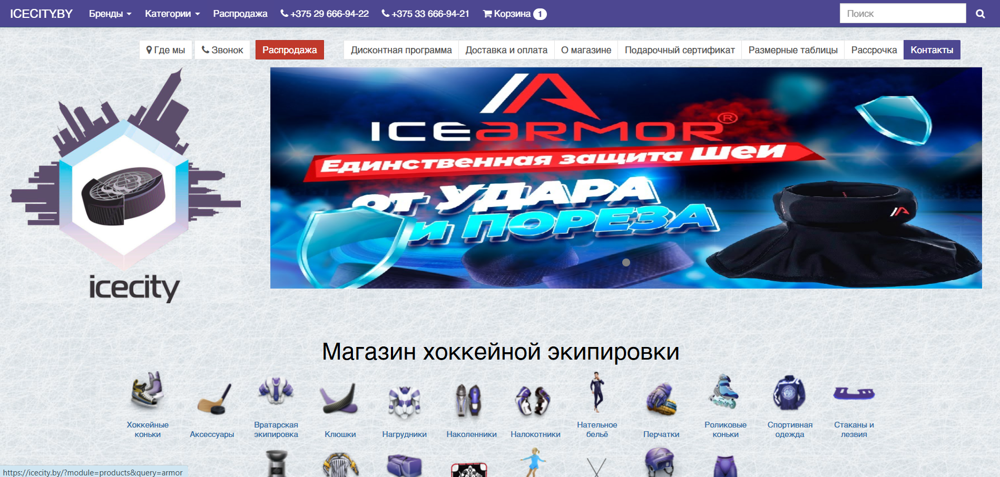 ICECITY.BY Бренды Категории Распродажа +375 29 666-94-22 +375 33 666-94-21 Корзина 1 Поиск
Где мы Звонок Распродажа Дисконтная программа Доставка и оплата О магазине Подарочный сертификат Размерные таблицы Рассрочка Контакты
IA
ICEARMOR®
Единственная защита ШЕИ
ОТ УДАРА
И ПОРЕЗА
IA
icecity
Магазин хоккейной экипировки
Хоккейные коньки
Аксессуары
Вратарская экипировка
Клюшки
Нагрудники
Наколенники
Налокотники
Нательное бельё
Перчатки
Роликовые коньки
Спортивная одежда
Стаканы и лезвия
https://icecity.by/?module=products&query=armor